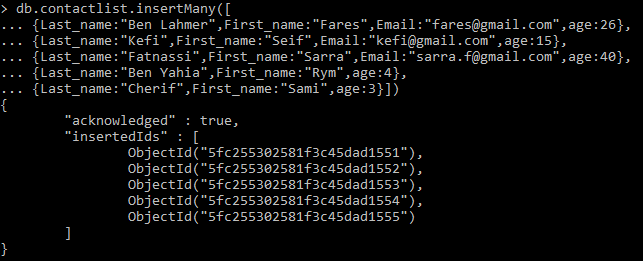 > db.contactlist.insertMany([
... {Last_name:"Ben Lahmer",First_name:"Fares",Email:"fares@gmail.com",age:26},
... {Last_name:"Kefi",First_name:"Seif",Email:"kefi@gmail.com",age:15},
... {Last_name:"Fatnassi",First_name:"Sarra",Email:"sarra.f@gmail.com",age:40},
... {Last_name:"Ben Yahia",First_name:"Rym",age:4},
... {Last_name:"Cherif",First_name:"Sami",age:3}])
{
        "acknowledged" : true,
        "insertedIds" : [
                ObjectId("5fc255302581f3c45dad1551"),
                ObjectId("5fc255302581f3c45dad1552"),
                ObjectId("5fc255302581f3c45dad1553"),
                ObjectId("5fc255302581f3c45dad1554"),
                ObjectId("5fc255302581f3c45dad1555")
        ]
}